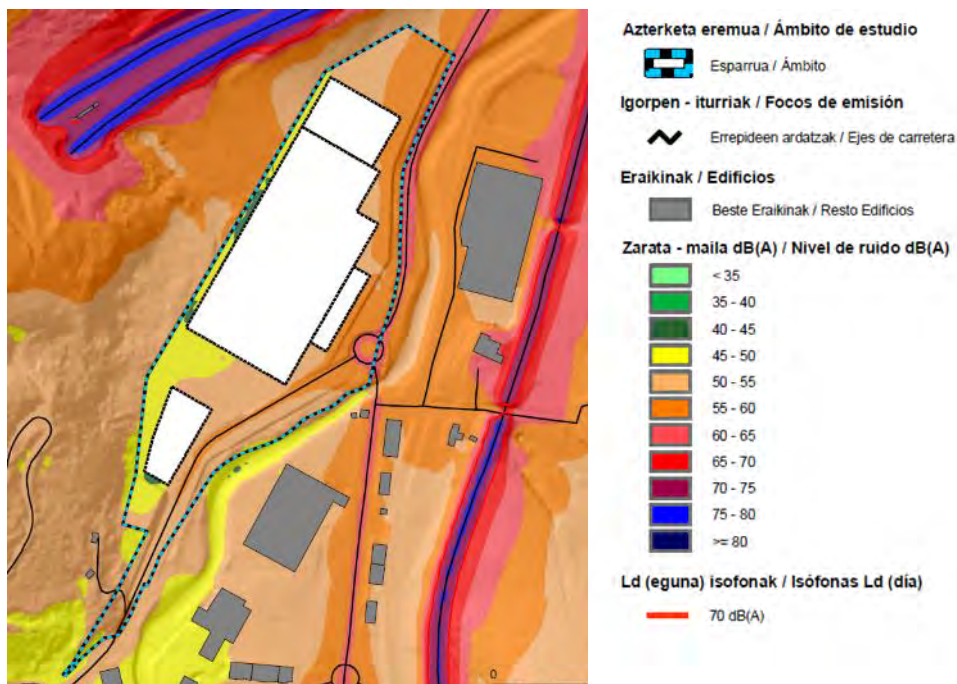 Azterketa eremua / Ámbito de estudio
Esparrua / Ámbito
Igorpen - iturriak / Focos de emisión
Errepideen ardatzak / Ejes de carretera
Eraikinak / Edificios
Beste Eraikinak / Resto Edificios
Zarata - maila dB(A) / Nivel de ruido dB(A)
< 35
35 - 40
40 - 45
45 - 50
50 - 55
55 - 60
60 - 65
65 - 70
70 - 75
75 - 80
>= 80
Ld (eguna) isofonak / Isófonas Ld (día)
70 dB(A)
0